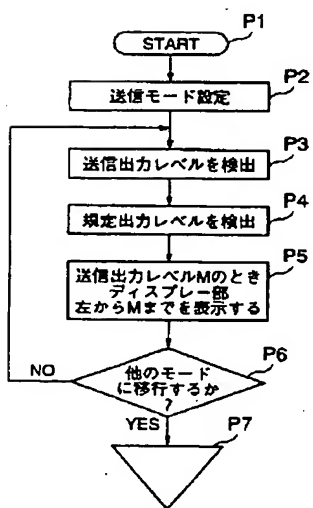 P1
START
P2
送信モード設定
P3
送信出力レベルを検出
P4
規定出力レベルを検出
P5
送信出力レベルMのとき
ディスプレー部
左からMまでを表示する
P6
他のモード
に移行するか
?
NO
YES
P7